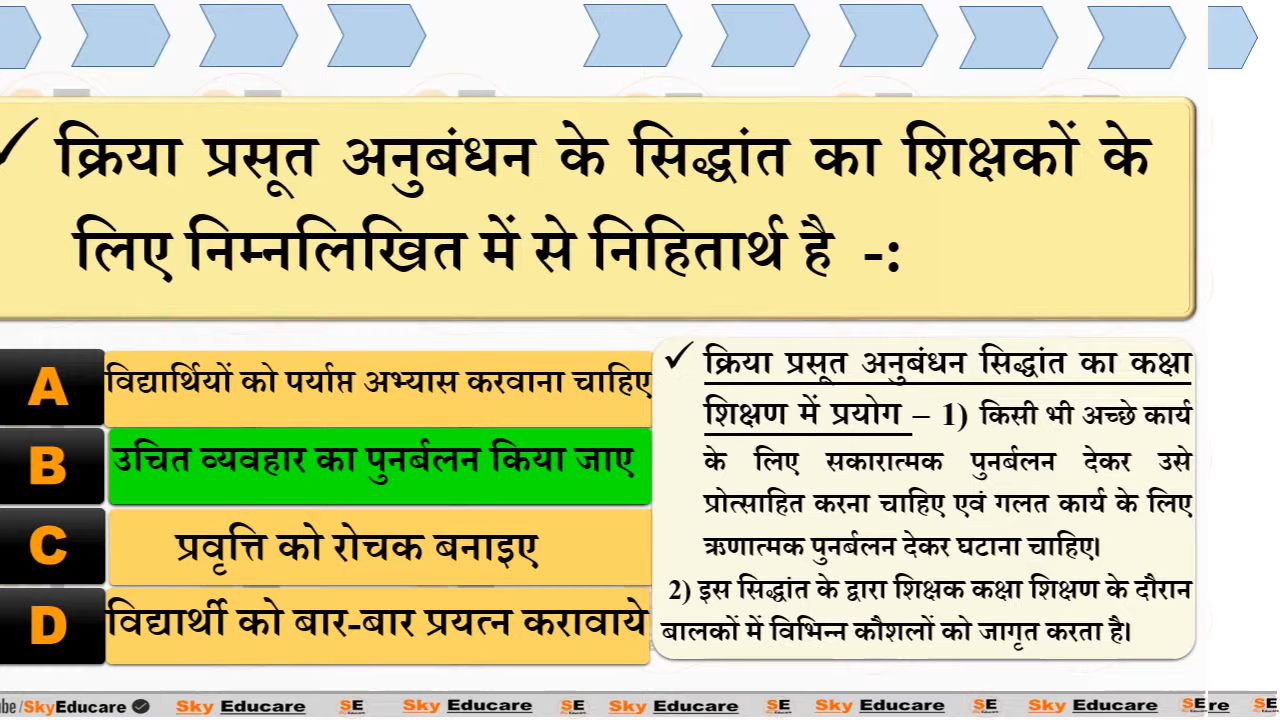 ✓ क्रिया प्रसूत अनुबंधन के सिद्धांत का शिक्षकों के
लिए निम्नलिखित में से निहितार्थ है -:
A विद्यार्थियों को पर्याप्त अभ्यास करवाना चाहिए
B उचित व्यवहार का पुनर्बलन किया जाए
C प्रवृत्ति को रोचक बनाइए
D विद्यार्थी को बार-बार प्रयत्न करावाये
✓ क्रिया प्रसूत अनुबंधन सिद्धांत का कक्षा
शिक्षण में प्रयोग – 1) किसी भी अच्छे कार्य
के लिए सकारात्मक पुनर्बलन देकर उसे
प्रोत्साहित करना चाहिए एवं गलत कार्य के लिए
ऋणात्मक पुनर्बलन देकर घटाना चाहिए।
2) इस सिद्धांत के द्वारा शिक्षक कक्षा शिक्षण के दौरान
बालकों में विभिन्न कौशलों को जागृत करता है।
be/SkyEducare Sky Educare SE Sky Educare SE Sky Educare SE Sky Educare SE Sky Educare SE re SE